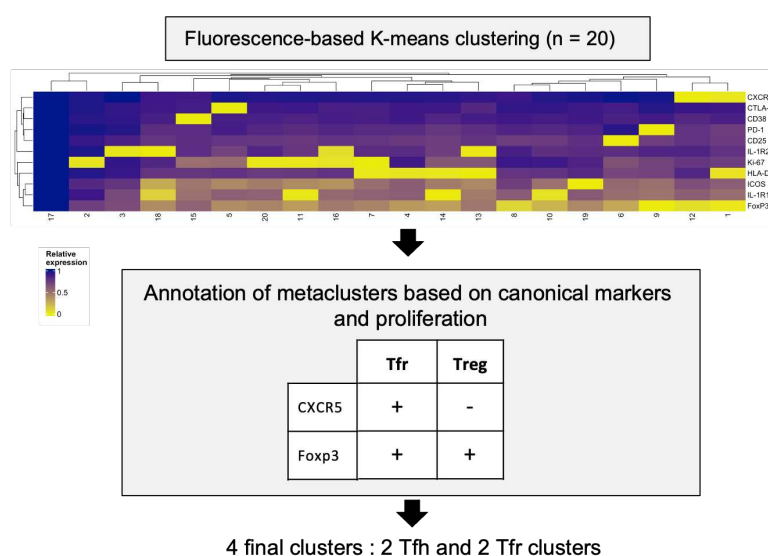 Fluorescence-based K-means clustering (n = 20)
CXCR
CTLA-
CD38
PD-1
CD25
IL-1R2
Ki-67
HLA-D
ICOS
IL-1R1
FoxP3
17 2 3 18 15 5 20 11 16 7 4 14 13 8 10 19 6 9 12 1
Relative
expression
1
0.5
0
Annotation of metaclusters based on canonical markers
and proliferation
Tfr Treg
CXCR5 + -
Foxp3 + +
4 final clusters : 2 Tfh and 2 Tfr clusters